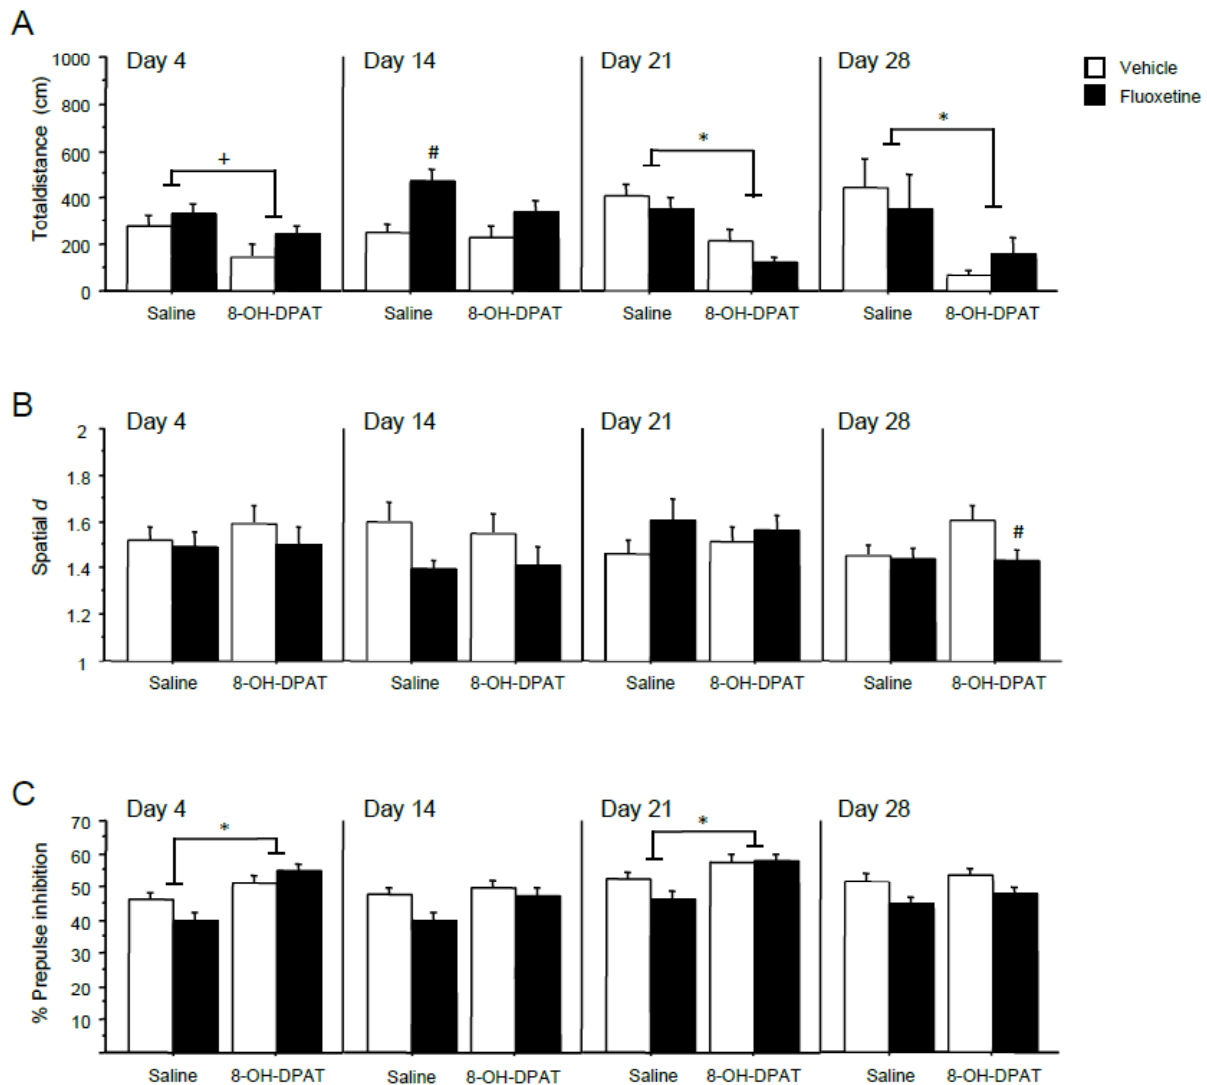 A
Day 4
Day 14
Day 21
Day 28
Vehicle
Fluoxetine
Totaldistance (cm)
1000
800
600
400
200
0
+
#
*
*
Saline
8-OH-DPAT
Saline
8-OH-DPAT
Saline
8-OH-DPAT
Saline
8-OH-DPAT
B
Day 4
Day 14
Day 21
Day 28
Spatial d
2
1.8
1.6
1.4
1.2
1
#
Saline
8-OH-DPAT
Saline
8-OH-DPAT
Saline
8-OH-DPAT
Saline
8-OH-DPAT
C
Day 4
Day 14
Day 21
Day 28
% Prepulse inhibition
70
60
50
40
30
20
10
*
*
Saline
8-OH-DPAT
Saline
8-OH-DPAT
Saline
8-OH-DPAT
Saline
8-OH-DPAT